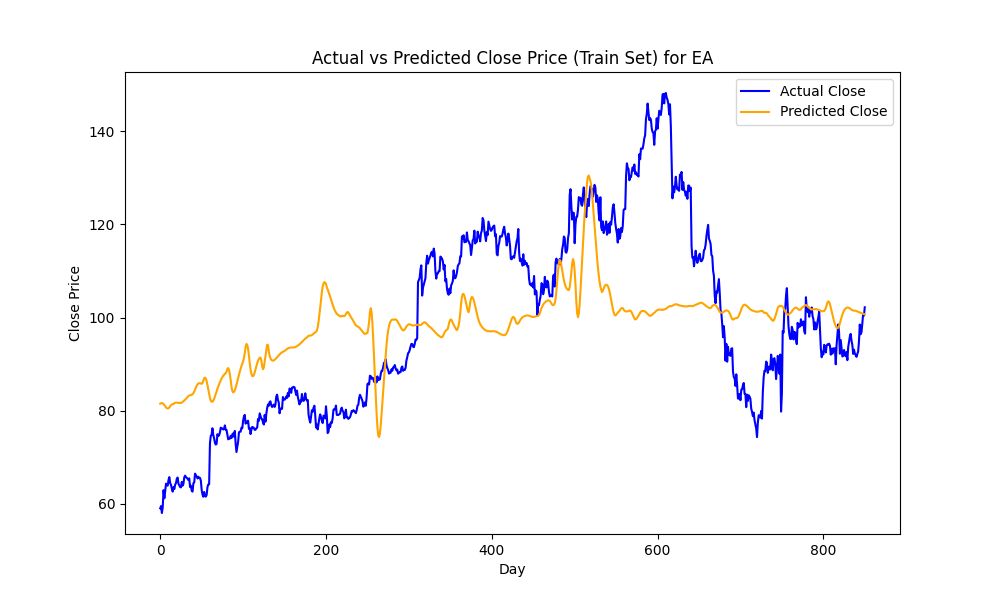 Actual vs Predicted Close Price (Train Set) for EA
Actual Close
Predicted Close
Close Price
140
120
100
80
60
0 200 400 600 800
Day